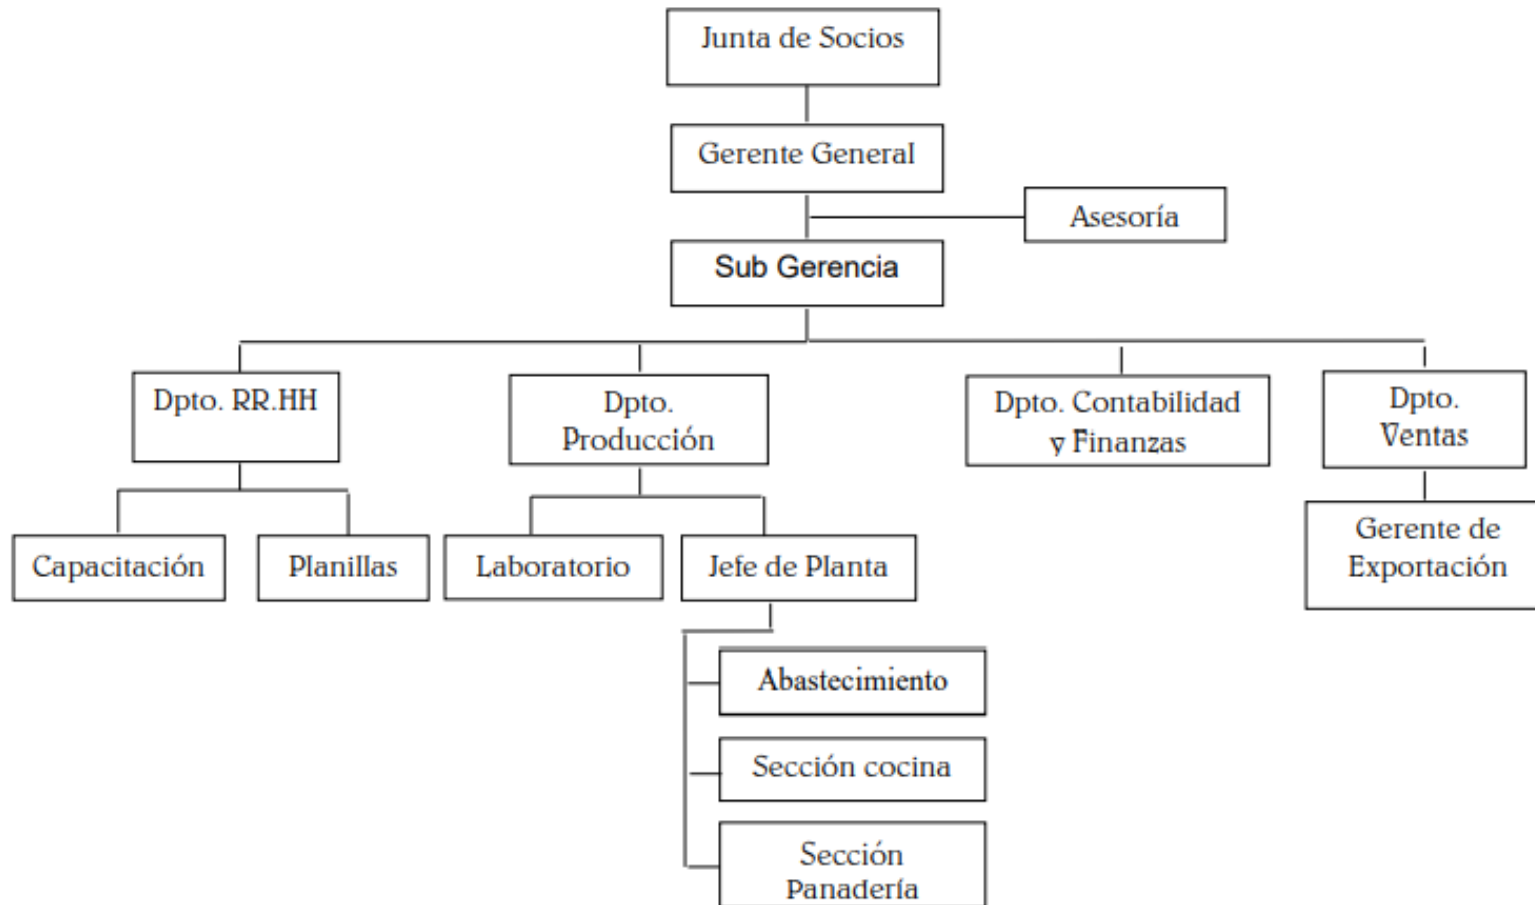 Junta de Socios
Gerente General
Asesoría
Sub Gerencia
Dpto. RR.HH
Dpto.
Producción
Dpto. Contabilidad
y Finanzas
Dpto.
Ventas
Capacitación
Planillas
Laboratorio
Jefe de Planta
Gerente de
Exportación
Abastecimiento
Sección cocina
Sección
Panadería